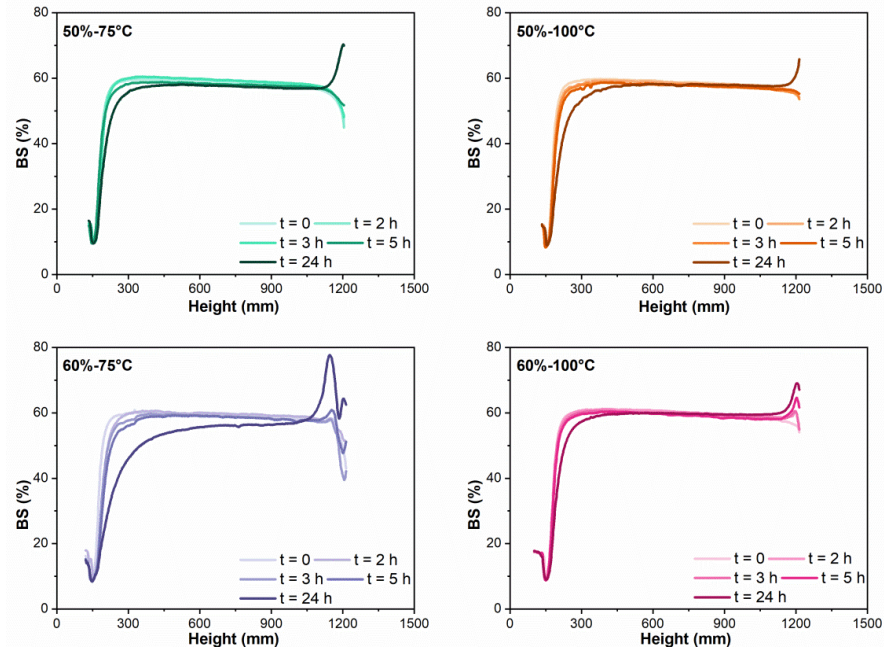 50%-75°C
80
60
40
20
0
BS (%)
t = 0 t = 2 h
t = 3 h t = 5 h
t = 24 h
0 300 600 900 1200 1500
Height (mm)
50%-100°C
80
60
40
20
0
BS (%)
t = 0 t = 2 h
t = 3 h t = 5 h
t = 24 h
0 300 600 900 1200 1500
Height (mm)
60%-75°C
80
60
40
20
0
BS (%)
t = 0 t = 2 h
t = 3 h t = 5 h
t = 24 h
0 300 600 900 1200 1500
Height (mm)
60%-100°C
80
60
40
20
0
BS (%)
t = 0 t = 2 h
t = 3 h t = 5 h
t = 24 h
0 300 600 900 1200 1500
Height (mm)